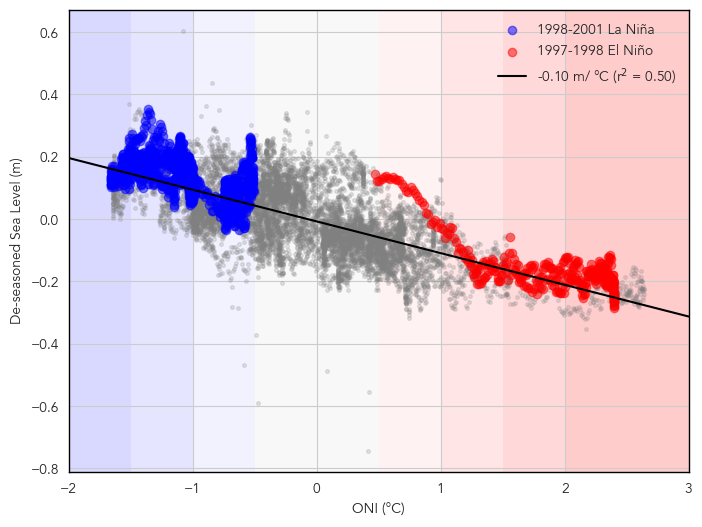 1998-2001 La Niña
1997-1998 El Niño
-0.10 m/ °C (r² = 0.50)
De-seasoned Sea Level (m)
0.6
0.4
0.2
0.0
−0.2
−0.4
−0.6
−0.8
−2 −1 0 1 2 3
ONI (°C)